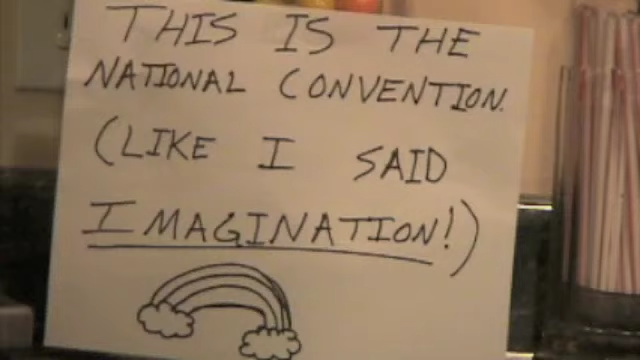 THIS IS THE
NATIONAL CONVENTION.
(LIKE I SAID
IMAGINATION!)